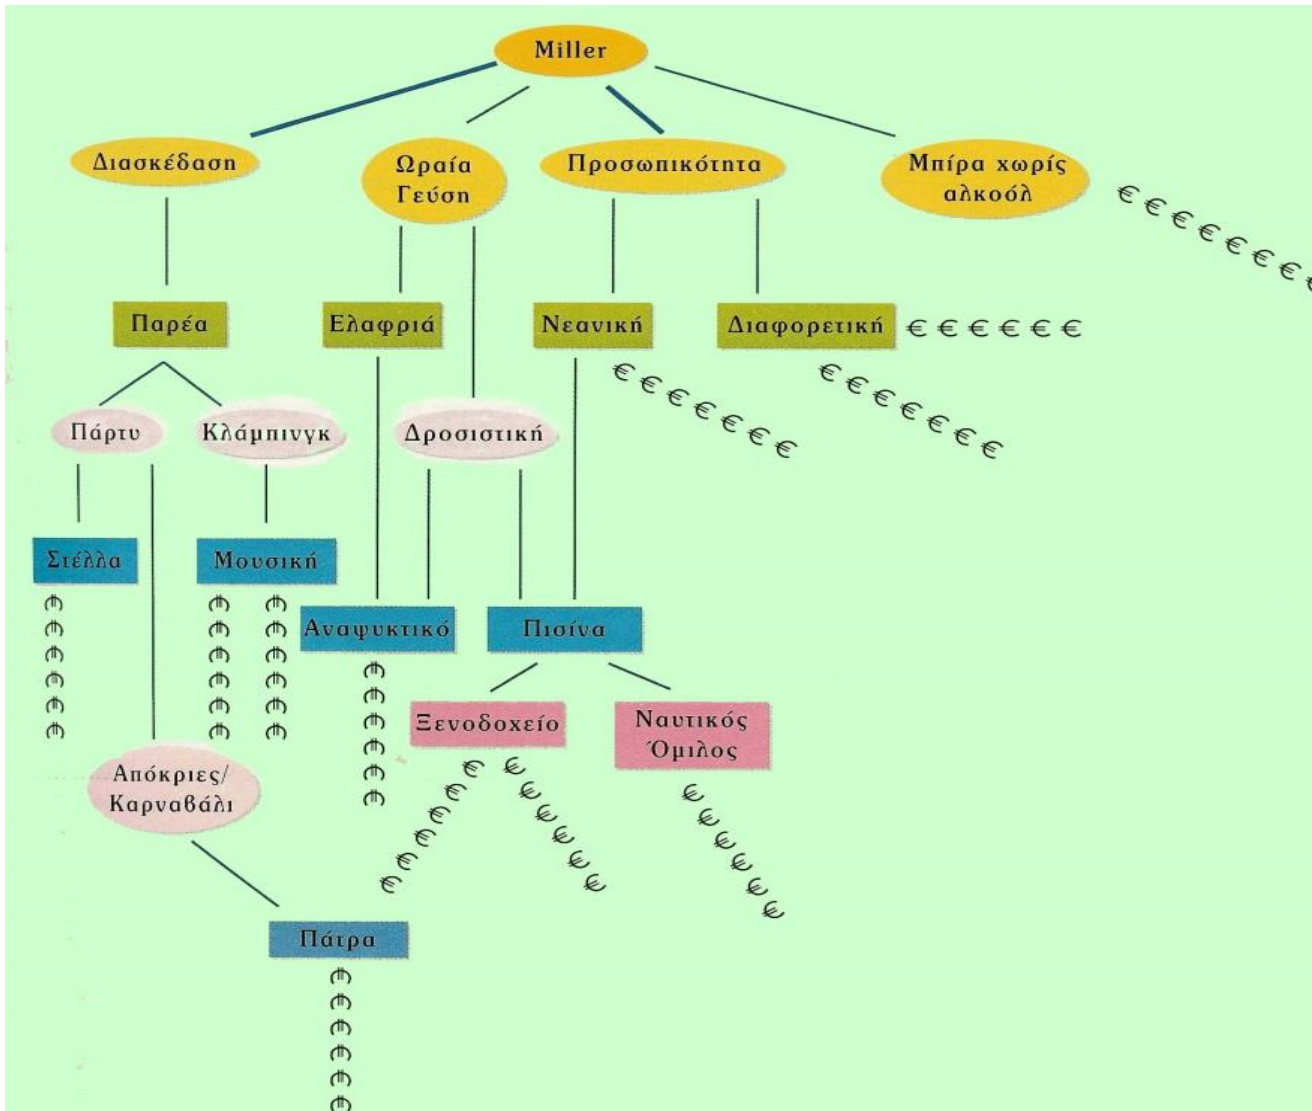 Miller
Διασκέδαση
Ωραία
Γεύση
Προσωπικότητα
Μπίρα χωρίς
αλκοόλ
€ € € € € € € €
Παρέα
Ελαφριά
Νεανική
Διαφορετική
€ € € € € € €
€ € € € € € €
€ € € € € € €
Πάρτυ
Κλάμπινγκ
Δροσιστική
Στέλλα
€ € € € € €
Μουσική
€ € € € € €
€ € € € € €
Αναψυκτικό
€ € € € € €
Πισίνα
Ξενοδοχείο
€ € € € € €
€ € € € € €
Ναυτικός
Όμιλος
€ € € € € €
Απόκριες/
Καρναβάλι
Πάτρα
€ € € € € €